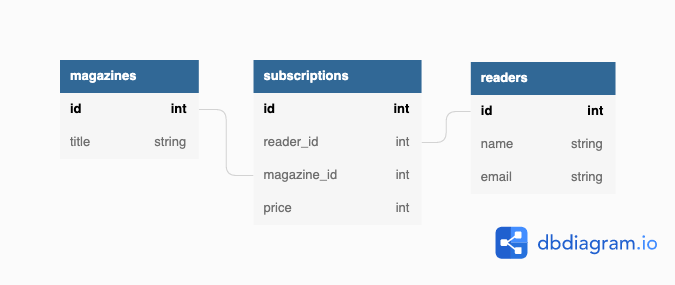 magazines
id int
title string
subscriptions
id int
reader_id int
magazine_id int
price int
readers
id int
name string
email string
dbdiagram.io